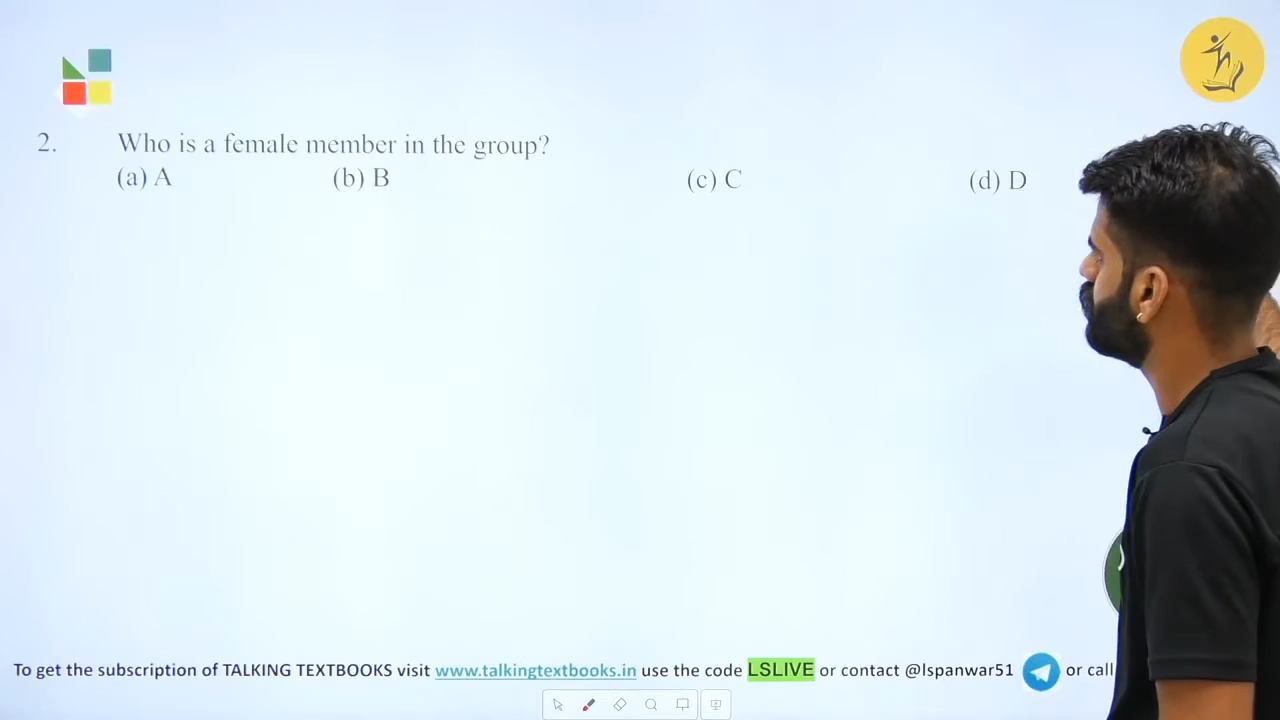 2. Who is a female member in the group?
(a) A (b) B (c) C (d) D
To get the subscription of TALKING TEXTBOOKS visit www.talkingtextbooks.in use the code LSLIVE or contact @lspanwar51 or call